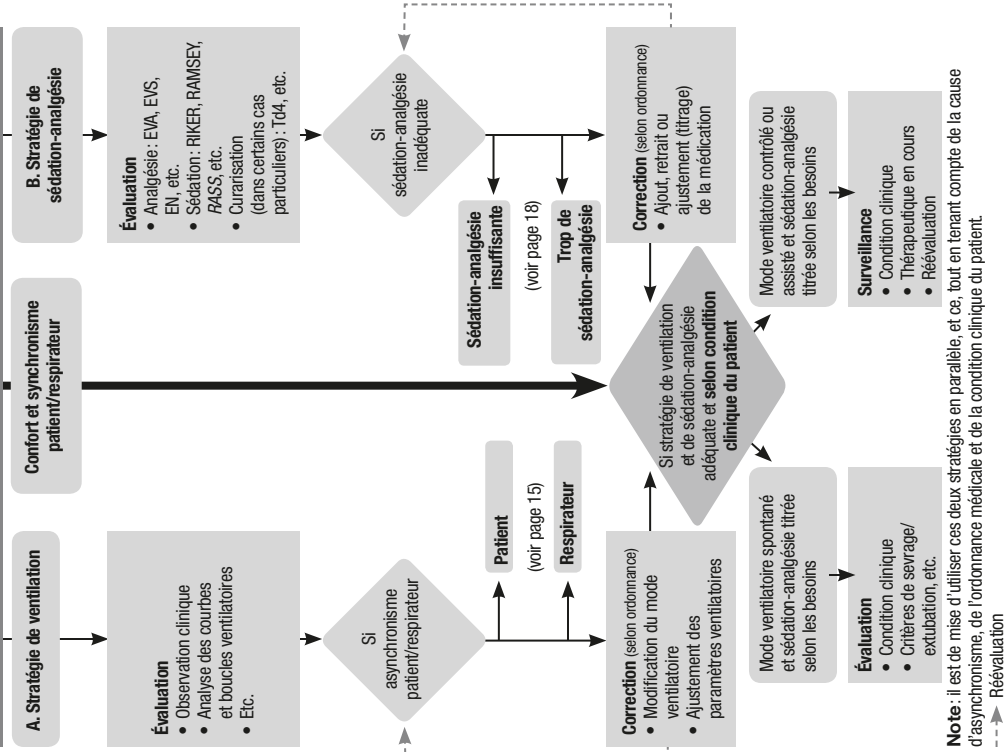 A. Stratégie de ventilation
Confort et synchronisme
patient/respirateur
B. Stratégie de
sédation-analgésie
Évaluation
• Observation clinique
• Analyse des courbes
et boucles ventilatoires
• Etc.
Évaluation
• Analgésie : EVA, EVS,
EN, etc.
• Sédation : RIKER, RAMSEY,
RASS, etc.
• Curarisation
(dans certains cas
particuliers) : Td4, etc.
Si
asynchronisme
patient/respirateur
Si
sédation-analgésie
inadéquate
Patient
(voir page 15)
Respirateur
Sédation-analgésie
insuffisante
(voir page 18)
Trop de
sédation-analgésie
Correction (selon ordonnance)
• Modification du mode
ventilatoire
• Ajustement des
paramètres ventilatoires
Si stratégie de ventilation
et de sédation-analgésie
adéquate et selon condition
clinique du patient
Correction (selon ordonnance)
• Ajout, retrait ou
ajustement (titrage)
de la médication
Mode ventilatoire spontané
et sédation-analgésie titrée
selon les besoins
Mode ventilatoire contrôlé ou
assisté et sédation-analgésie
titrée selon les besoins
Évaluation
• Condition clinique
• Critères de sevrage/
extubation, etc.
Surveillance
• Condition clinique
• Thérapeutique en cours
• Réévaluation
Note : il est de mise d'utiliser ces deux stratégies en parallèle, et ce, tout en tenant compte de la cause
d'asynchronisme, de l'ordonnance médicale et de la condition clinique du patient.
Réévaluation